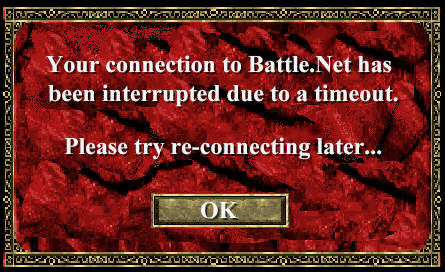 Your connection to Battle.Net has
been interrupted due to a timeout.
Please try re-connecting later...
OK